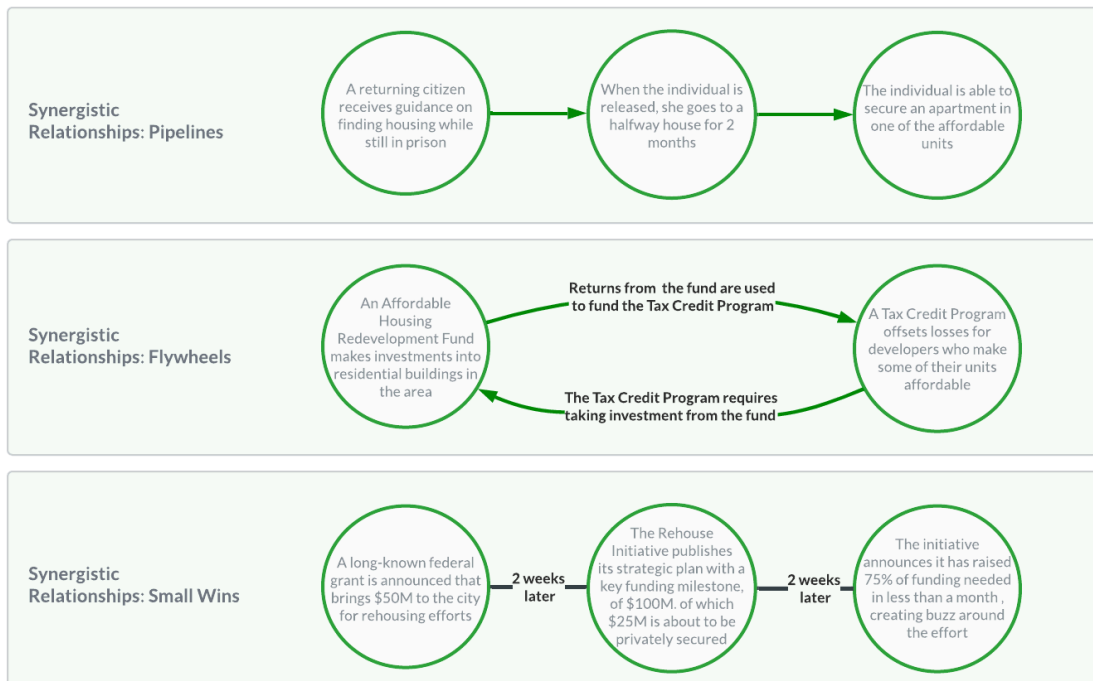 Synergistic
Relationships: Pipelines
A returning citizen
receives guidance on
finding housing while
still in prison
When the individual is
released, she goes to a
halfway house for 2
months
The individual is able to
secure an apartment in
one of the affordable
units
Synergistic
Relationships: Flywheels
An Affordable
Housing
Redevelopment Fund
makes investments into
residential buildings in
the area
Returns from the fund are used
to fund the Tax Credit Program
The Tax Credit Program requires
taking investment from the fund
A Tax Credit Program
offsets losses for
developers who make
some of their units
affordable
Synergistic
Relationships: Small Wins
A long-known federal
grant is announced that
brings $50M to the city
for rehousing efforts
2 weeks
later
The Rehouse
Initiative publishes
its strategic plan with a
key funding milestone,
of $100M. of which
$25M is about to be
privately secured
2 weeks
later
The initiative
announces it has raised
75% of funding needed
in less than a month ,
creating buzz around
the effort